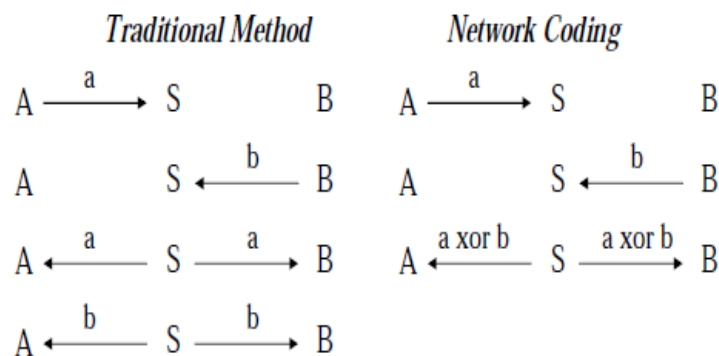 Traditional Method Network Coding
a a
A S B A S B
b b
A S B A S B
a a a xor b a xor b
A S B A S B
b b
A S B